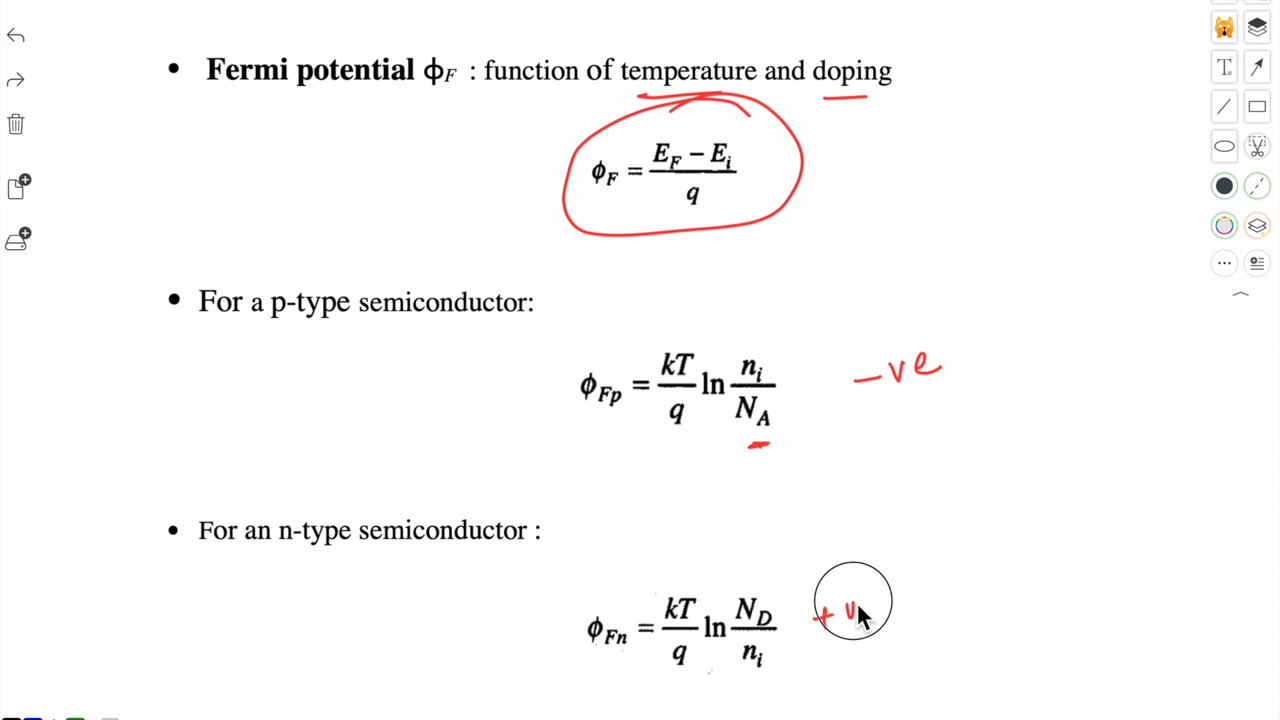 • Fermi potential ϕF : function of temperature and doping
ϕF = (EF − Ei) / q
• For a p-type semiconductor:
ϕFp = kT/q ln ni/NA −ve
• For an n-type semiconductor :
ϕFn = kT/q ln ND/ni + v